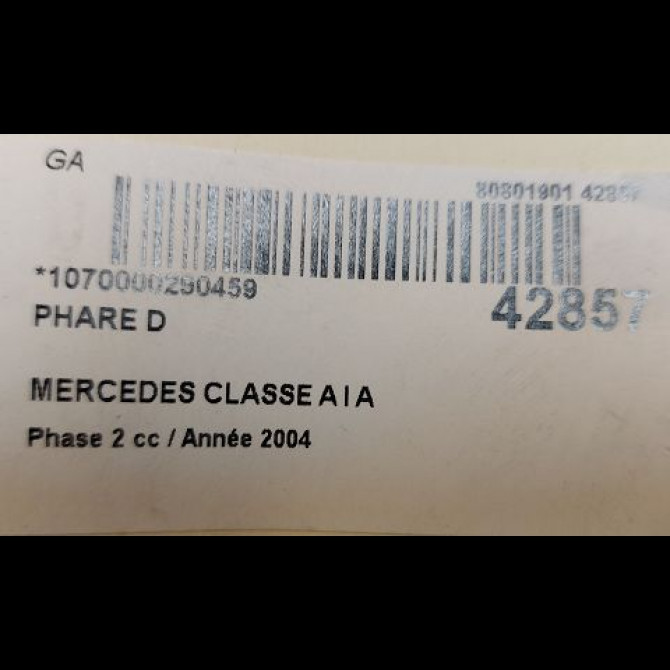 GA
80801901 42857
*1070000290459
42857
PHARE D
MERCEDES CLASSE A I A
Phase 2 cc / Année 2004